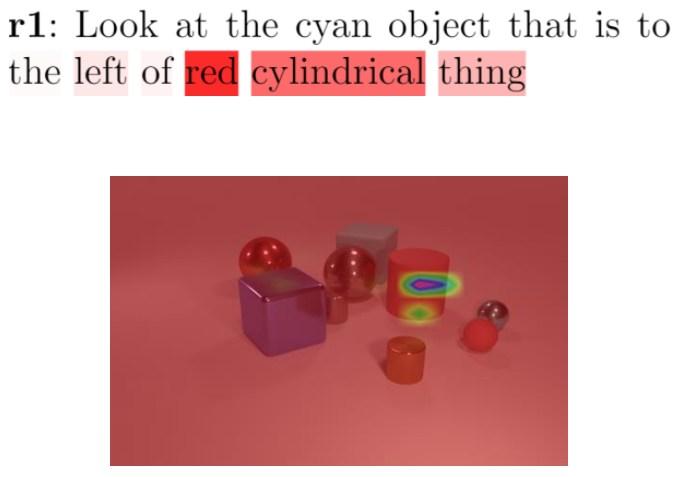 r1: Look at the cyan object that is to
the left of red cylindrical thing